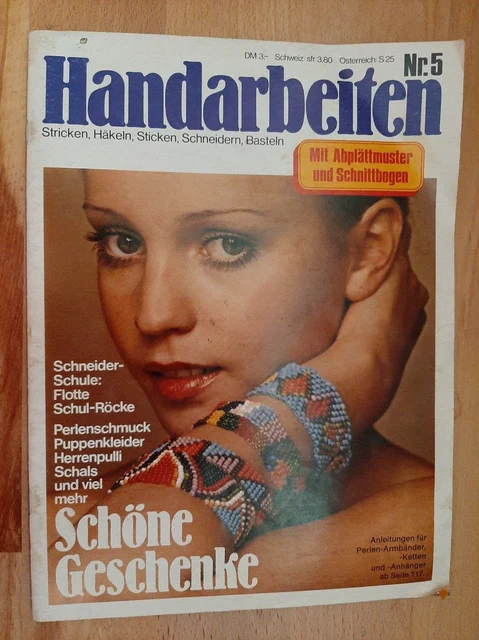 DM 3,- Schweiz: sfr 3.80 Österreich: S 25
Nr. 5
Handarbeiten
Stricken, Häkeln, Sticken, Schneidern, Basteln
Mit Abplättmuster
und Schnittbogen
Schneider-
Schule:
Flotte
Schul-Röcke
Perlenschmuck
Puppenkleider
Herrenpulli
Schals
und viel
mehr
Schöne
Geschenke
Anleitungen für
Perlen-Armbänder,
-Ketten
und -Anhänger
ab Seite 117.